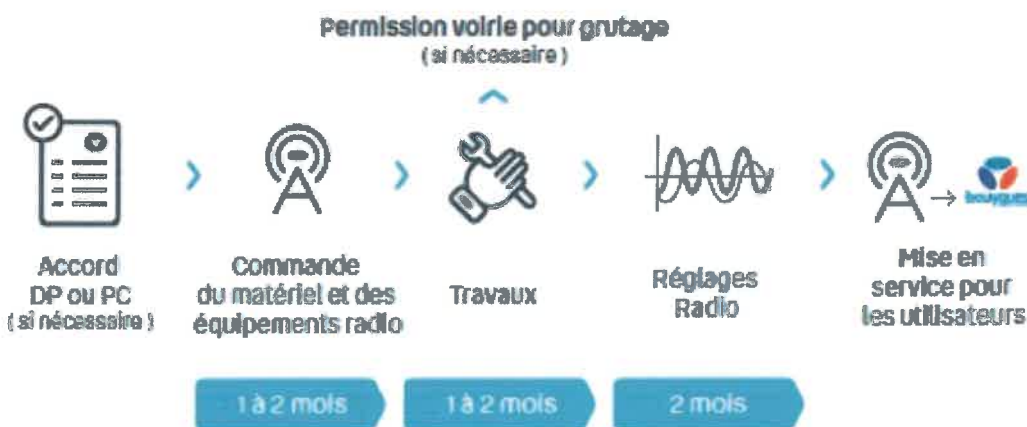 Permission voirie pour grutage
( si nécessaire )
Accord
DP ou PC
( si nécessaire )
Commande
du matériel et des
équipements radio
Travaux
Réglages
Radio
bouygues
Mise en
service pour
les utilisateurs
1 à 2 mois
1 à 2 mois
2 mois